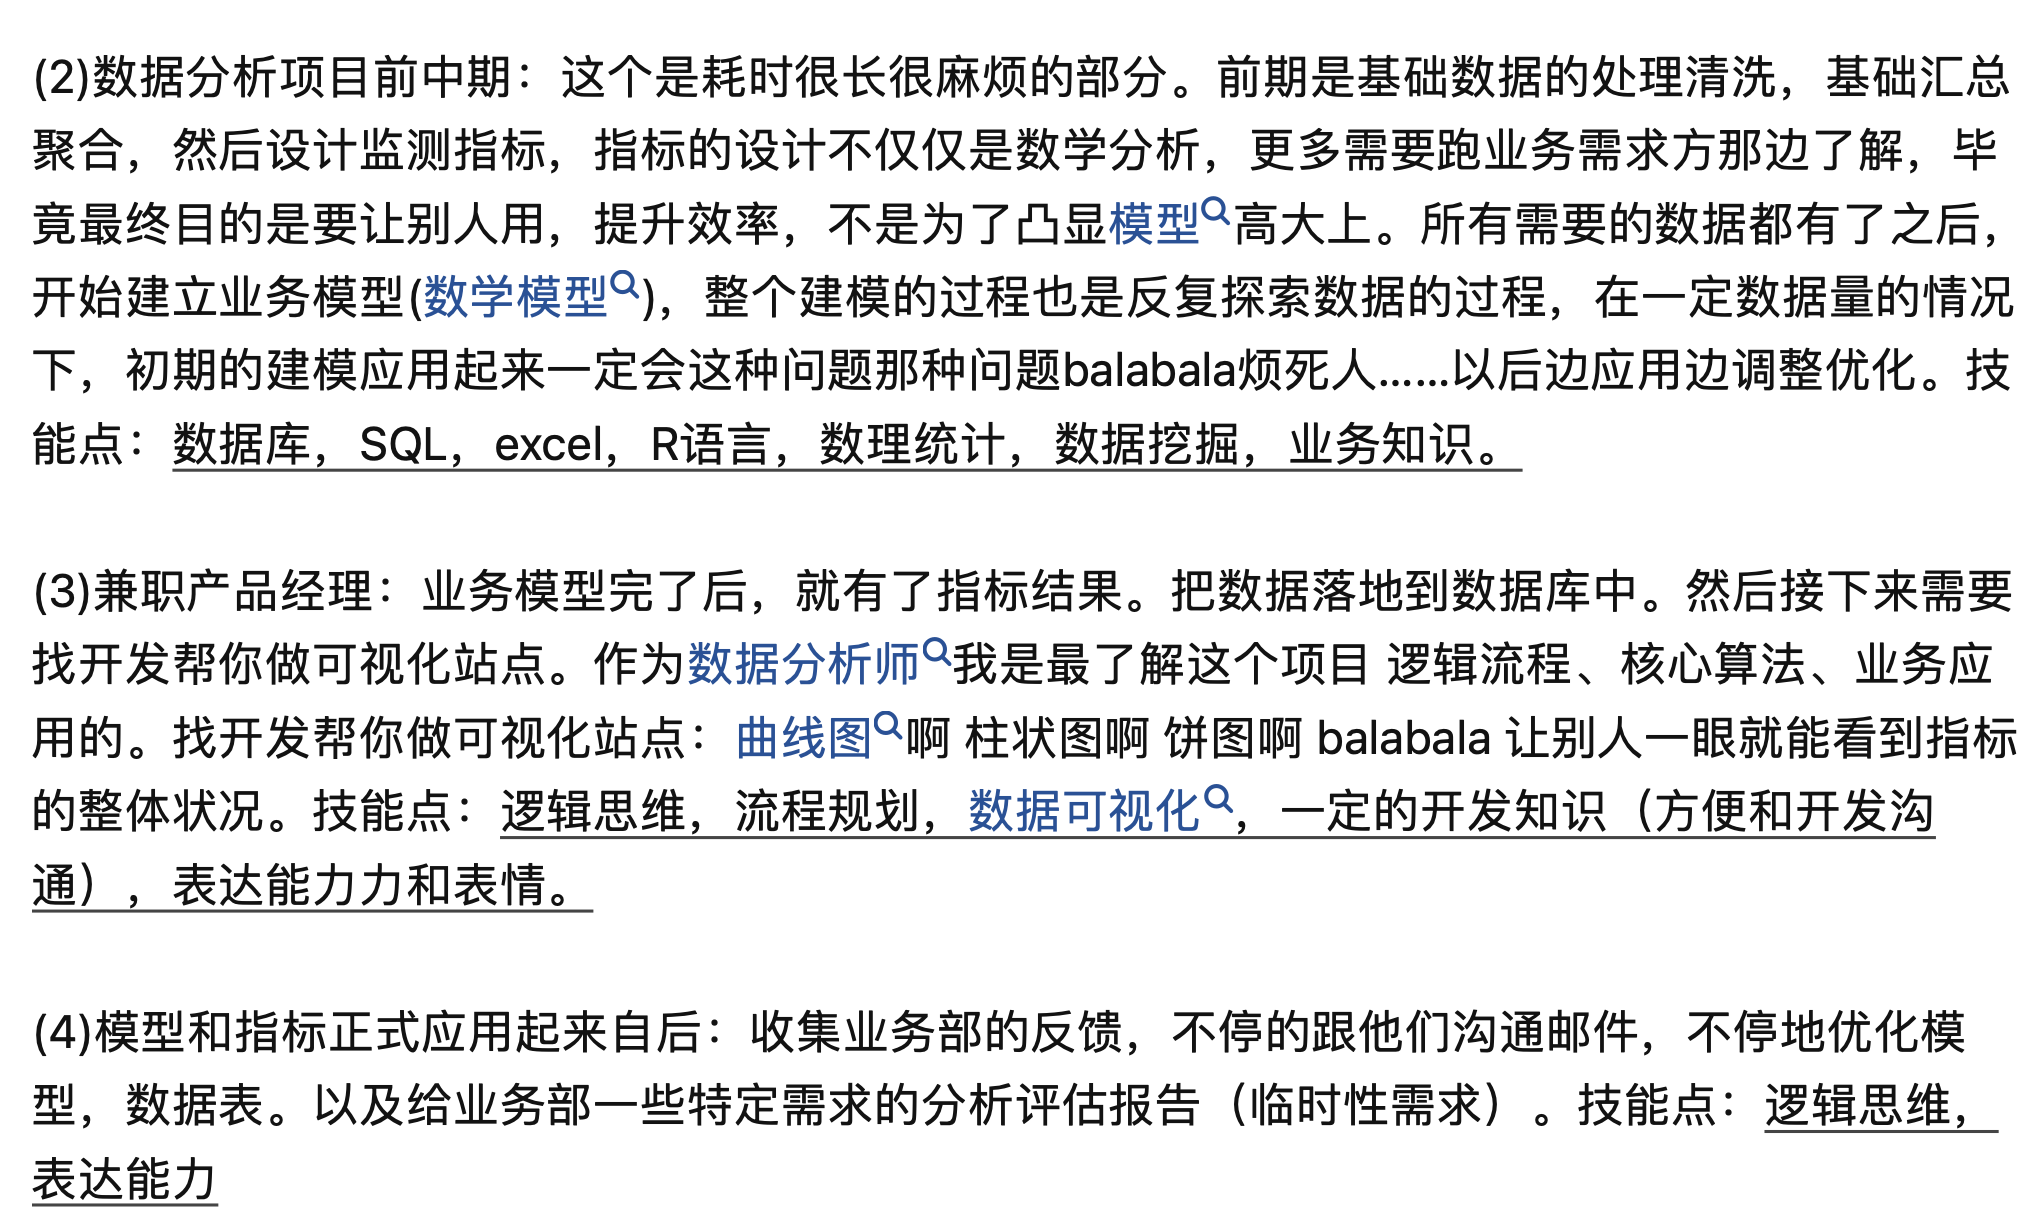 (2)数据分析项目前中期：这个是耗时很长很麻烦的部分。前期是基础数据的处理清洗，基础汇总
聚合，然后设计监测指标，指标的设计不仅仅是数学分析，更多需要跑业务需求方那边了解，毕
竟最终目的是要让别人用，提升效率，不是为了凸显模型高大上。所有需要的数据都有了之后，
开始建立业务模型(数学模型)，整个建模的过程也是反复探索数据的过程，在一定数据量的情况
下，初期的建模应用起来一定会这种问题那种问题balabala烦死人……以后边应用边调整优化。技
能点：数据库，SQL，excel，R语言，数理统计，数据挖掘，业务知识。
(3)兼职产品经理：业务模型完了后，就有了指标结果。把数据落地到数据库中。然后接下来需要
找开发帮你做可视化站点。作为数据分析师我是最了解这个项目 逻辑流程、核心算法、业务应
用的。找开发帮你做可视化站点：曲线图啊 柱状图啊 饼图啊 balabala 让别人一眼就能看到指标
的整体状况。技能点：逻辑思维，流程规划，数据可视化，一定的开发知识（方便和开发沟
通），表达能力力和表情。
(4)模型和指标正式应用起来自后：收集业务部的反馈，不停的跟他们沟通邮件，不停地优化模
型，数据表。以及给业务部一些特定需求的分析评估报告（临时性需求）。技能点：逻辑思维，
表达能力